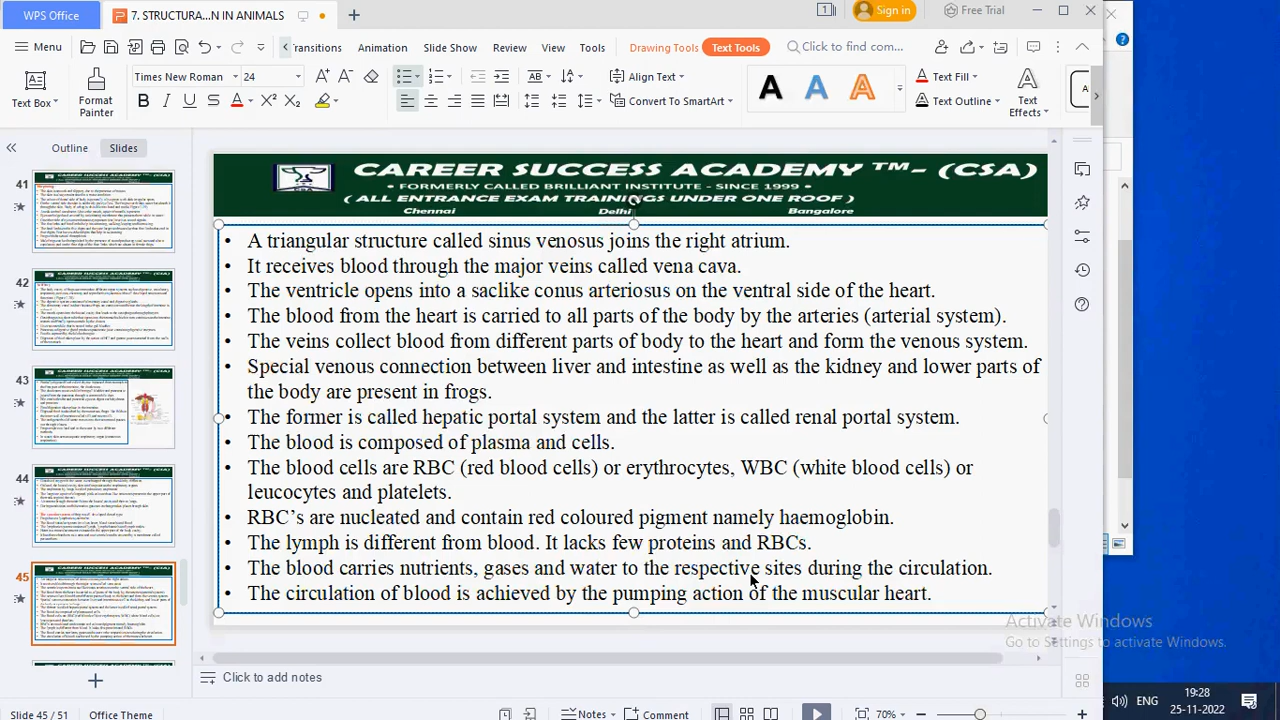 WPS Office
7. STRUCTURA...N IN ANIMALS
Sign in
Free Trial
Menu
Transitions
Animation
Slide Show
Review
View
Tools
Drawing Tools
Text Tools
Click to find com...
Text Box
Format Painter
Times New Roman
24
Align Text
Convert To SmartArt
Text Fill
Text Outline
Text Effects
Outline
Slides
41
42
43
44
45
CAREER SUCCESS ACADEMY ™- (CSA)
• FORMERLY THE BRILLIANT INSTITUTE - SINCE 1992
Chennai Delhi Bangalore
• A triangular structure called sinus venosus joins the right atrium.
• It receives blood through the major veins called vena cava.
• The ventricle opens into a saclike conus arteriosus on the ventral side of the heart.
• The blood from the heart is carried to all parts of the body by the arteries (arterial system).
• The veins collect blood from different parts of body to the heart and form the venous system.
• Special venous connection between liver and intestine as well as the kidney and lower parts of
the body are present in frogs.
• The former is called hepatic portal system and the latter is called renal portal system.
• The blood is composed of plasma and cells.
• The blood cells are RBC (red blood cells) or erythrocytes, WBC (white blood cells) or
leucocytes and platelets.
• RBC's are nucleated and contain red coloured pigment namely haemoglobin.
• The lymph is different from blood. It lacks few proteins and RBCs.
• The blood carries nutrients, gases and water to the respective sites during the circulation.
• The circulation of blood is achieved by the pumping action of the muscular heart.
Activate Windows
Go to Settings to activate Windows.
Click to add notes
Slide 45 / 51
Office Theme
Notes
Comment
70%
ENG
19:28
25-11-2022